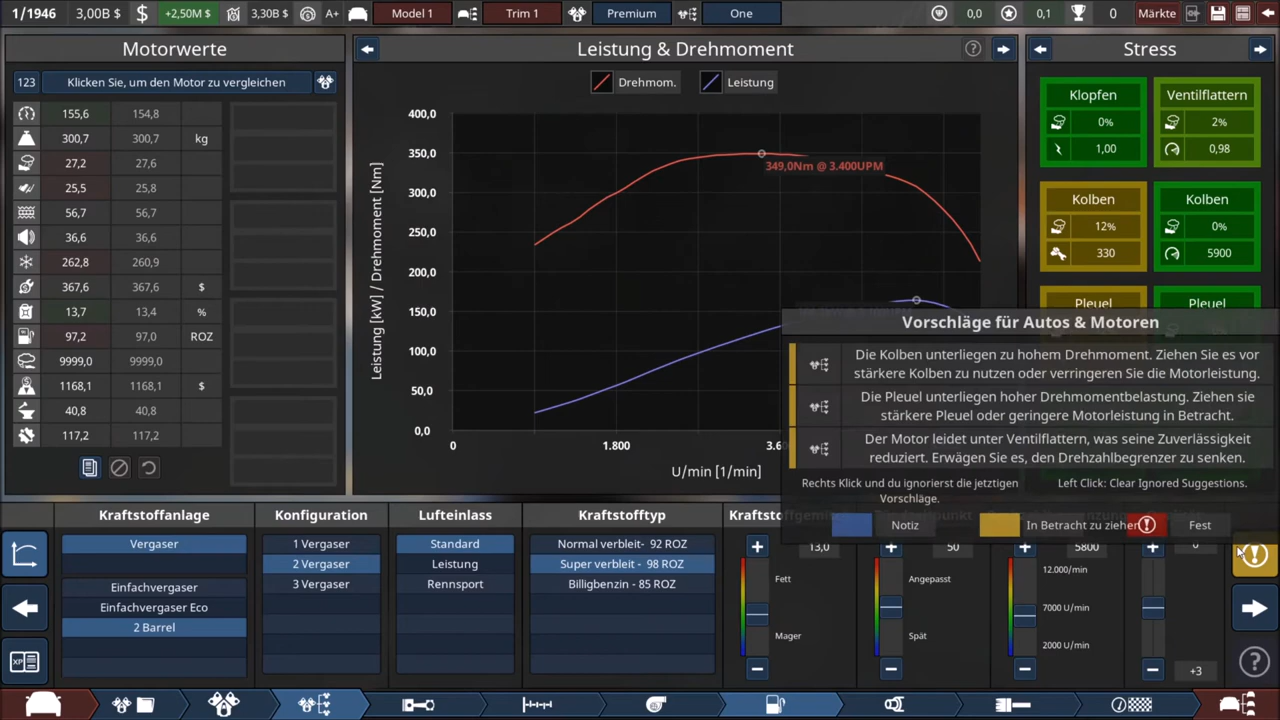 1/1946
3,00B $
+2,50M $
3,30B $
A+
Model 1
Trim 1
Premium
One
0,0
0,1
0
Märkte
Motorwerte
123
Klicken Sie, um den Motor zu vergleichen
155,6 154,8
300,7 300,7 kg
27,2 27,6
25,5 25,8
56,7 56,7
36,6 36,6
262,8 260,9
367,6 367,6 $
13,7 13,4 %
97,2 97,0 ROZ
9999,0 9999,0
1168,1 1168,1 $
40,8 40,8
117,2 117,2
Leistung & Drehmoment
Drehmom. Leistung
Leistung [kW] / Drehmoment [Nm]
400,0
350,0
300,0
250,0
200,0
150,0
100,0
50,0
0,0
349,0Nm @ 3.400UPM
0 1.800 3.6
U/min [1/min]
Stress
Klopfen
0%
1,00
Ventilflattern
2%
0,98
Kolben
12%
330
Kolben
0%
5900
Pleuel
Pleuel
Vorschläge für Autos & Motoren
Die Kolben unterliegen zu hohem Drehmoment. Ziehen Sie es vor
stärkere Kolben zu nutzen oder verringeren Sie die Motorleistung.
Die Pleuel unterliegen hoher Drehmomentbelastung. Ziehen sie
stärkere Pleuel oder geringere Motorleistung in Betracht.
Der Motor leidet unter Ventilflattern, was seine Zuverlässigkeit
reduziert. Erwägen Sie es, den Drehzahlbegrenzer zu senken.
Rechts Klick und du ignorierst die jetztigen
Vorschläge.
Left Click: Clear Ignored Suggestions.
Notiz
In Betracht zu ziehen
Fest
Kraftstoffanlage
Vergaser
Einfachvergaser
Einfachvergaser Eco
2 Barrel
Konfiguration
1 Vergaser
2 Vergaser
3 Vergaser
Lufteinlass
Standard
Leistung
Rennsport
Kraftstofftyp
Normal verbleit- 92 ROZ
Super verbleit - 98 ROZ
Billigbenzin - 85 ROZ
13,0
Fett
Mager
50
Angepasst
Spät
5800
12.000/min
7000 U/min
2000 U/min
0
+3
XP